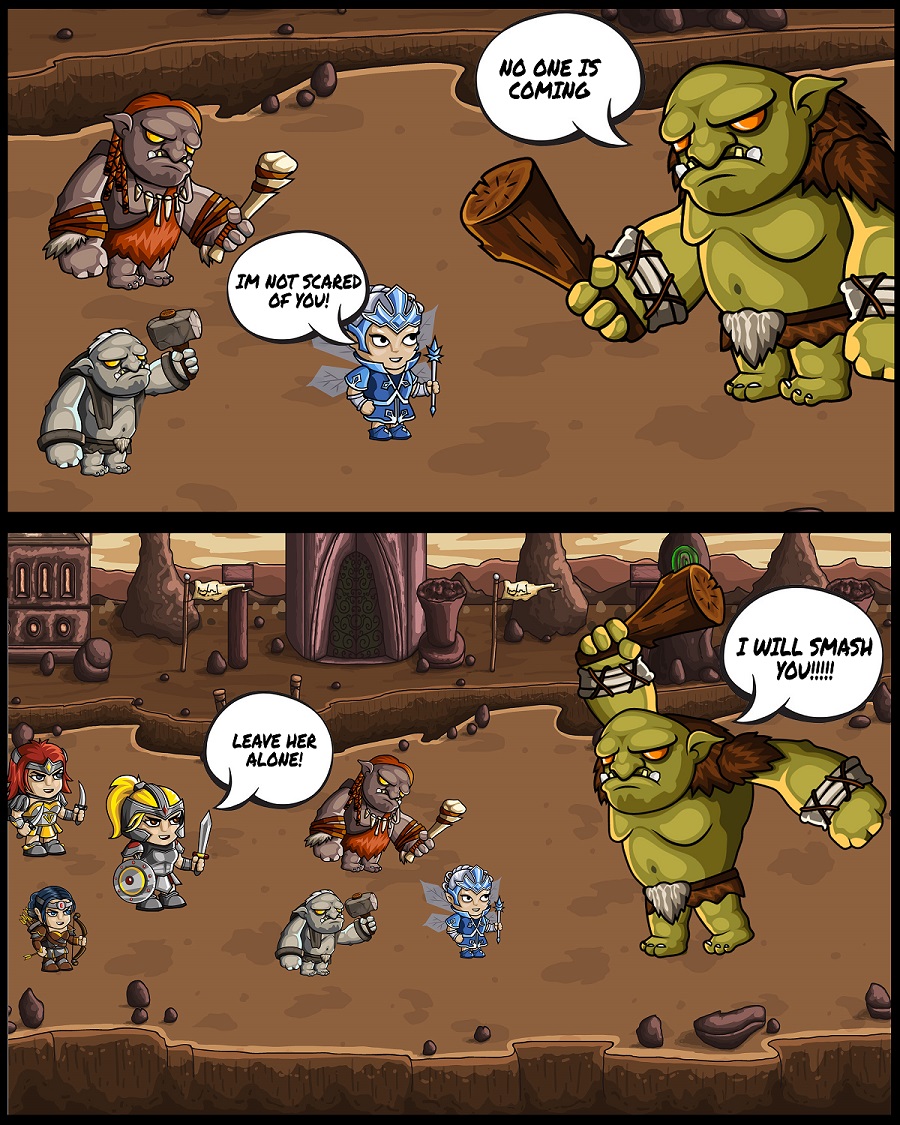 NO ONE IS
COMING
IM NOT SCARED
OF YOU!
I WILL SMASH
YOU!!!!!
LEAVE HER
ALONE!